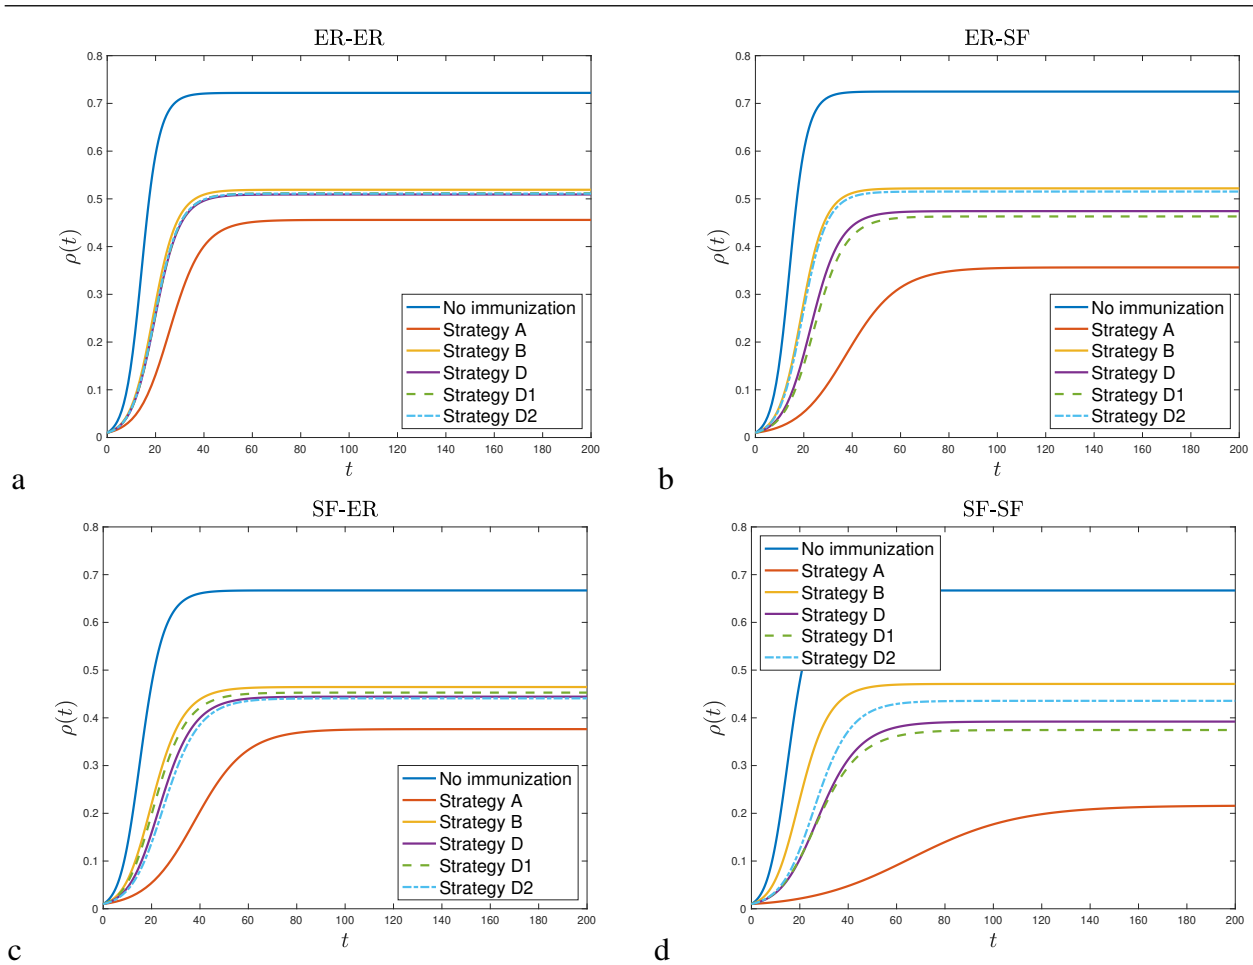 ER-ER
0.8
0.7
0.6
0.5
0.4
0.3
0.2
0.1
0
ρ(t)
No immunization
Strategy A
Strategy B
Strategy D
Strategy D1
Strategy D2
0 20 40 60 80 100 120 140 160 180 200
t
a
ER-SF
0.8
0.7
0.6
0.5
0.4
0.3
0.2
0.1
0
ρ(t)
No immunization
Strategy A
Strategy B
Strategy D
Strategy D1
Strategy D2
0 20 40 60 80 100 120 140 160 180 200
t
b
SF-ER
0.8
0.7
0.6
0.5
0.4
0.3
0.2
0.1
0
ρ(t)
No immunization
Strategy A
Strategy B
Strategy D
Strategy D1
Strategy D2
0 20 40 60 80 100 120 140 160 180 200
t
c
SF-SF
0.8
0.7
0.6
0.5
0.4
0.3
0.2
0.1
0
ρ(t)
No immunization
Strategy A
Strategy B
Strategy D
Strategy D1
Strategy D2
0 20 40 60 80 100 120 140 160 180 200
t
d